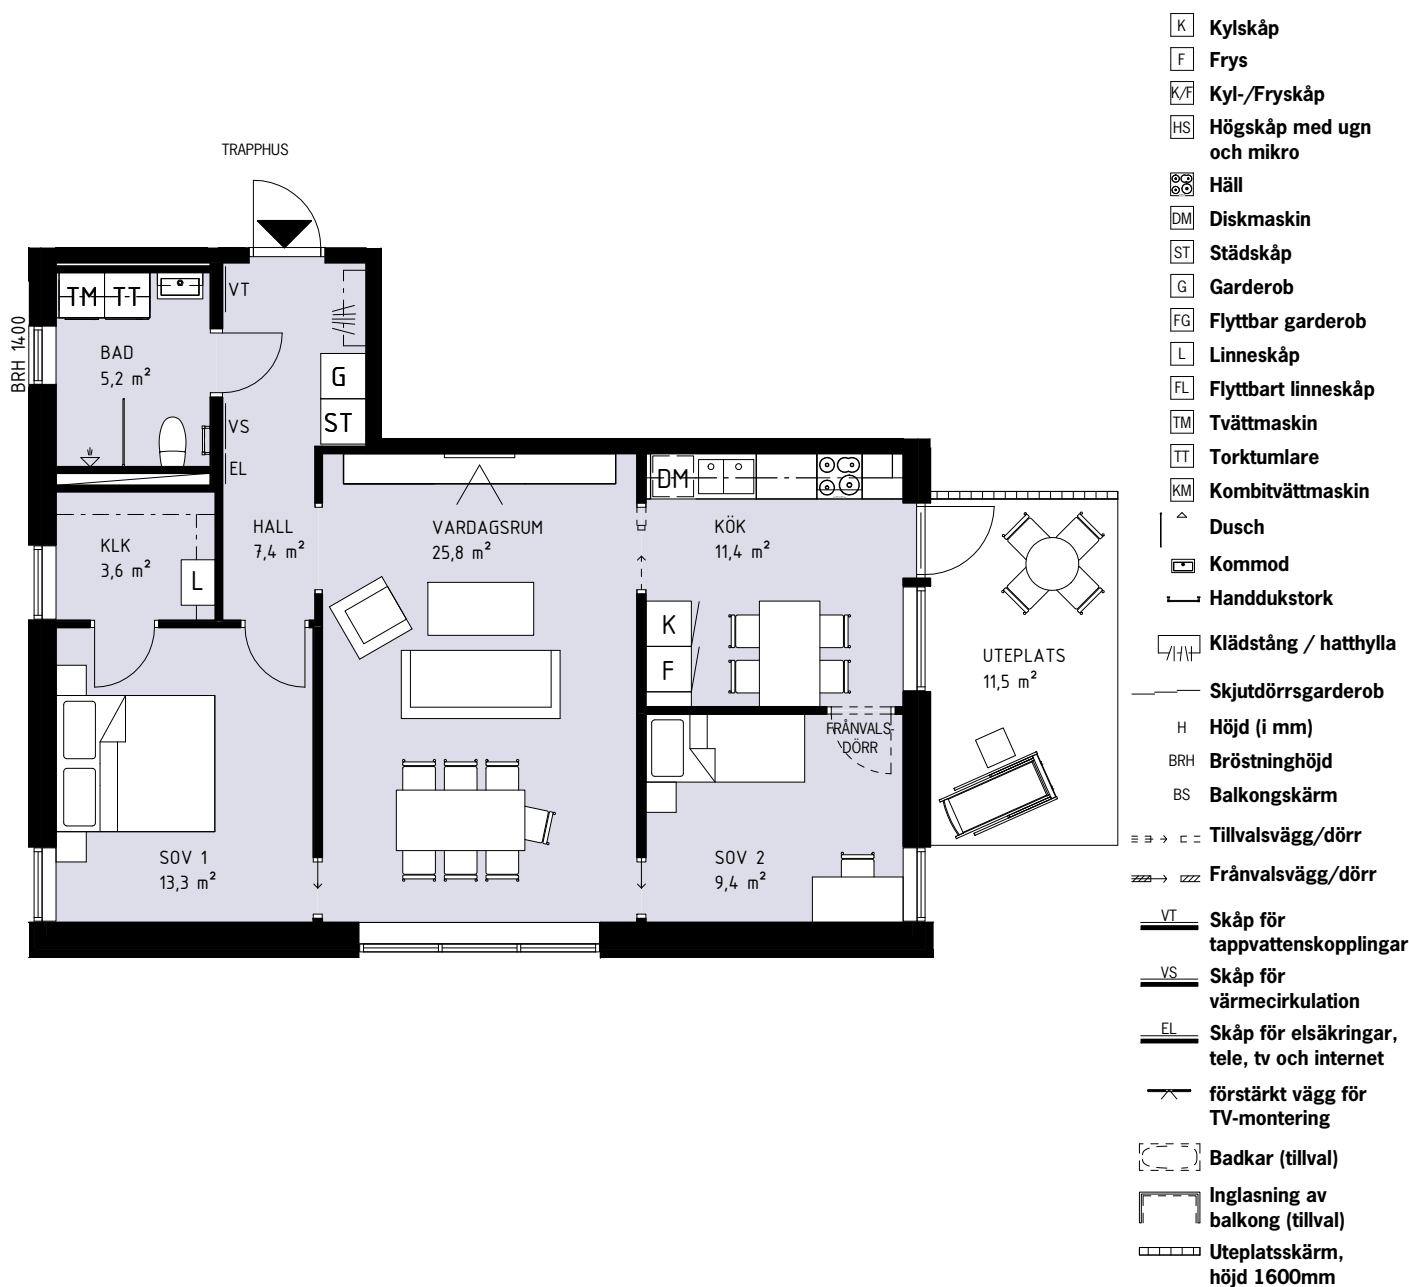 TRAPPHUS
BRH 1400
TM
TT
VT
BAD
5,2 m²
G
ST
VS
EL
DM
HALL
7,4 m²
VARDAGSRUM
25,8 m²
KÖK
11,4 m²
KLK
3,6 m²
L
K
F
UTEPLATS
11,5 m²
FRÅNVALS-
DÖRR
SOV 1
13,3 m²
SOV 2
9,4 m²
K Kylskåp
F Frys
K/F Kyl-/Fryskåp
HS Högskåp med ugn
och mikro
Häll
DM Diskmaskin
ST Städskåp
G Garderob
FG Flyttbar garderob
L Linneskåp
FL Flyttbart linneskåp
TM Tvättmaskin
TT Torktumlare
KM Kombitvättmaskin
Dusch
Kommod
Handdukstork
Klädstång / hatthylla
Skjutdörrsgarderob
H Höjd (i mm)
BRH Bröstninghöjd
BS Balkongskärm
Tillvalsvägg/dörr
Frånvalsvägg/dörr
VT Skåp för
tappvattenskopplingar
VS Skåp för
värmecirkulation
EL Skåp för elsäkringar,
tele, tv och internet
förstärkt vägg för
TV-montering
Badkar (tillval)
Inglasning av
balkong (tillval)
Uteplatsskärm,
höjd 1600mm